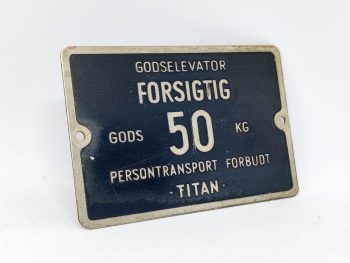 GODSELEVATOR
FORSIGTIG
GODS 50 KG
PERSONTRANSPORT FORBUDT
· TITAN ·